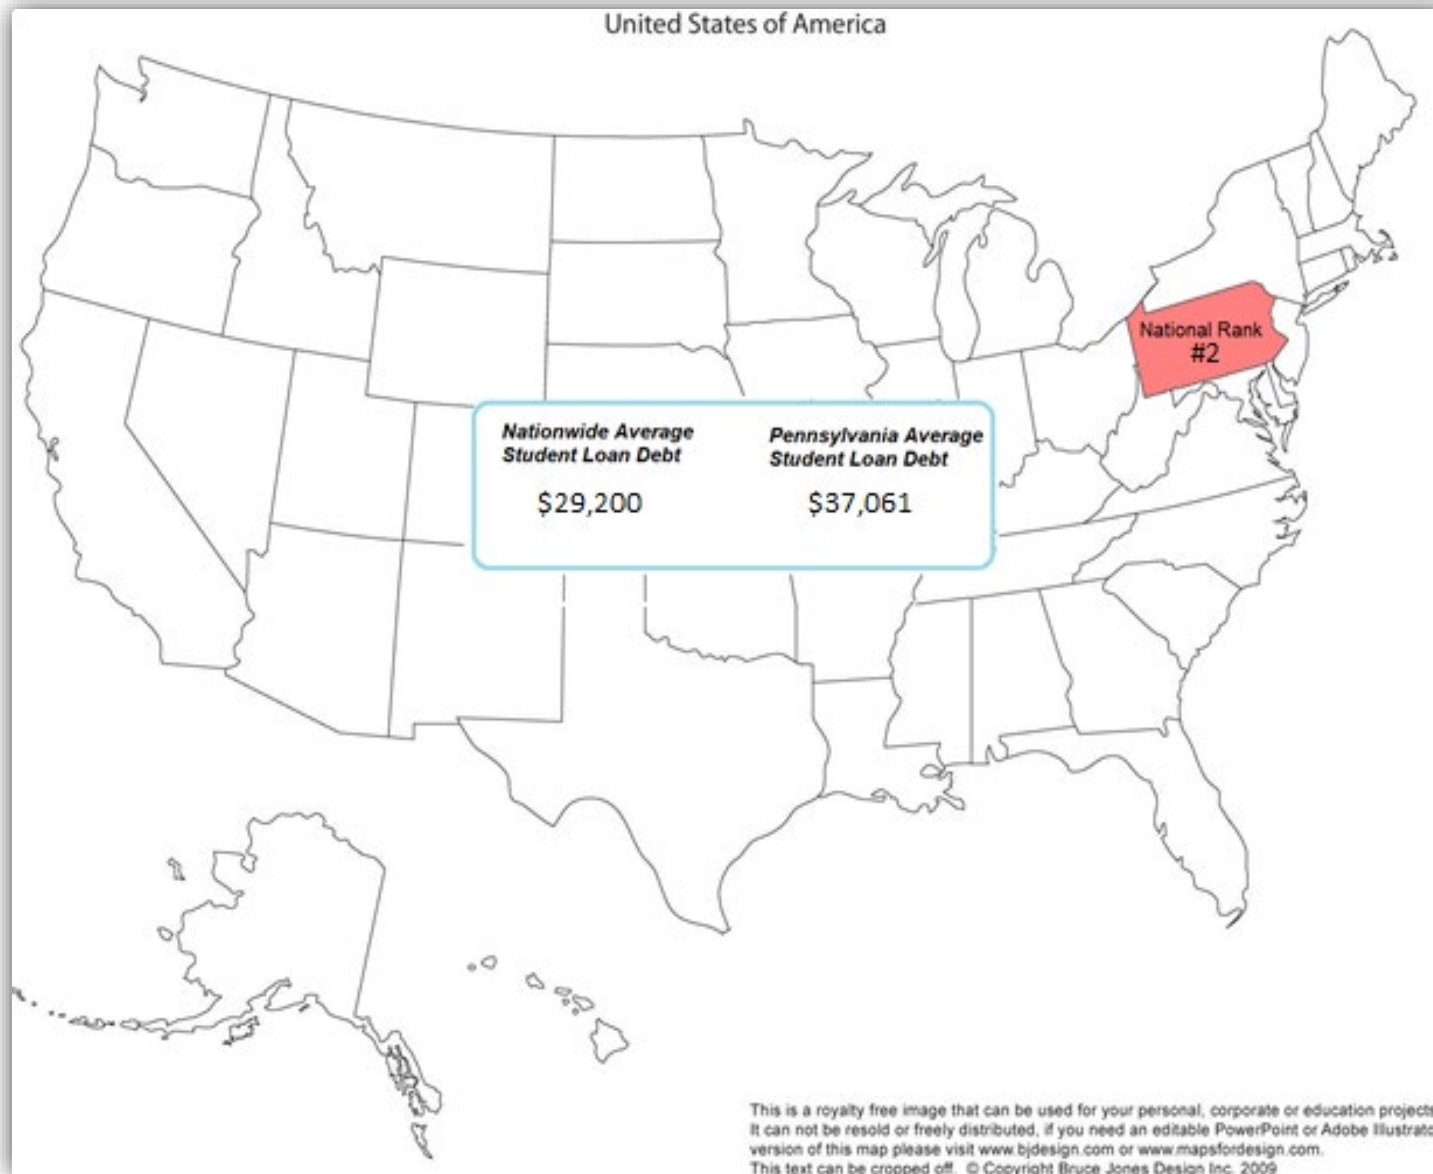 United States of America
National Rank
#2
Nationwide Average
Student Loan Debt
$29,200
Pennsylvania Average
Student Loan Debt
$37,061
This is a royalty free image that can be used for your personal, corporate or education projects
It can not be resold or freely distributed, if you need an editable PowerPoint or Adobe Illustrato
version of this map please visit www.bjdesign.com or www.mapsfordesign.com.
This text can be cropped off. © Copyright Bruce Jones Design Inc. 2009